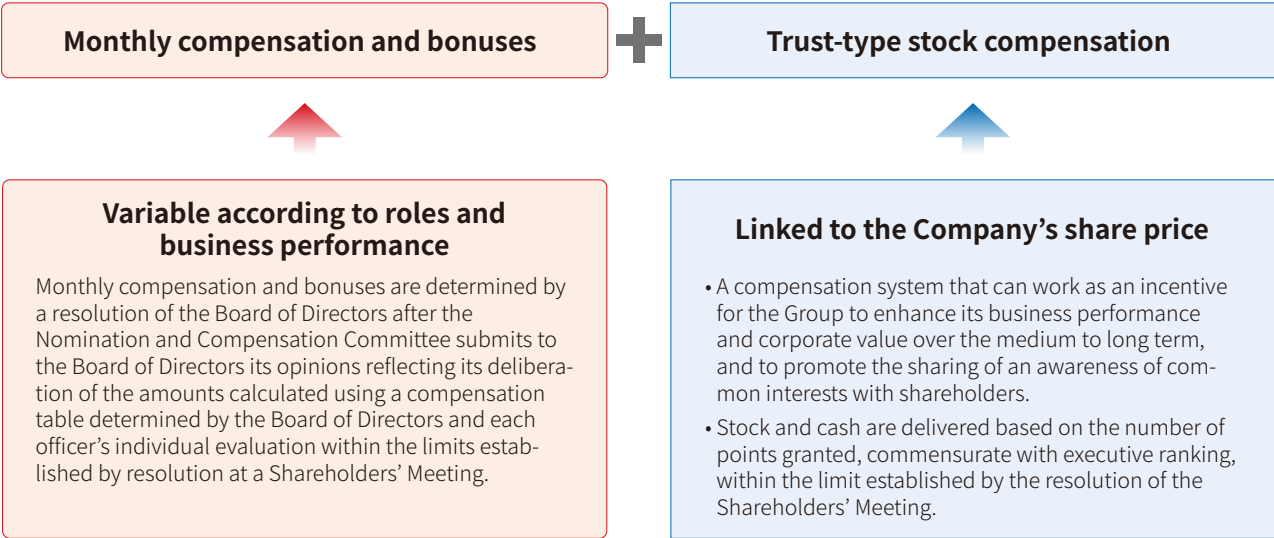 Monthly compensation and bonuses
Trust-type stock compensation
Variable according to roles and
business performance
Monthly compensation and bonuses are determined by
a resolution of the Board of Directors after the
Nomination and Compensation Committee submits to
the Board of Directors its opinions reflecting its delibera-
tion of the amounts calculated using a compensation
table determined by the Board of Directors and each
officer's individual evaluation within the limits estab-
lished by resolution at a Shareholders' Meeting.
Linked to the Company's share price
• A compensation system that can work as an incentive
for the Group to enhance its business performance
and corporate value over the medium to long term,
and to promote the sharing of an awareness of com-
mon interests with shareholders.
• Stock and cash are delivered based on the number of
points granted, commensurate with executive ranking,
within the limit established by the resolution of the
Shareholders' Meeting.